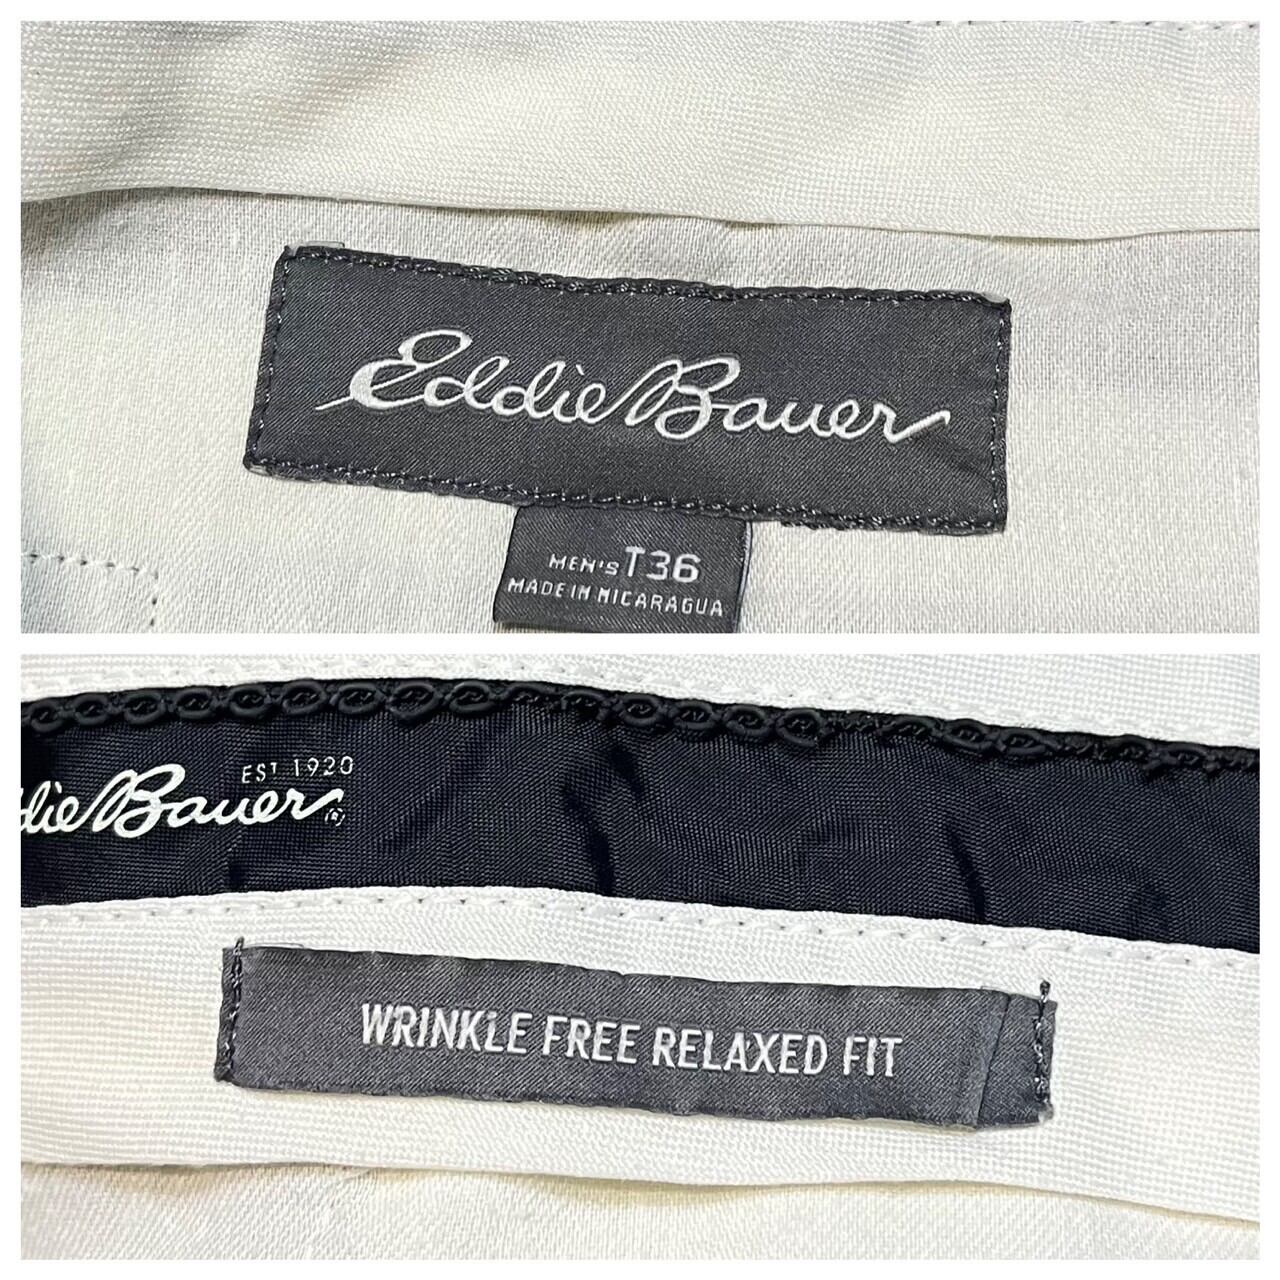 Eddie Bauer
MEN'S T36
MADE IN NICARAGUA
EST 1920
die Bauer®
WRINKLE FREE RELAXED FIT